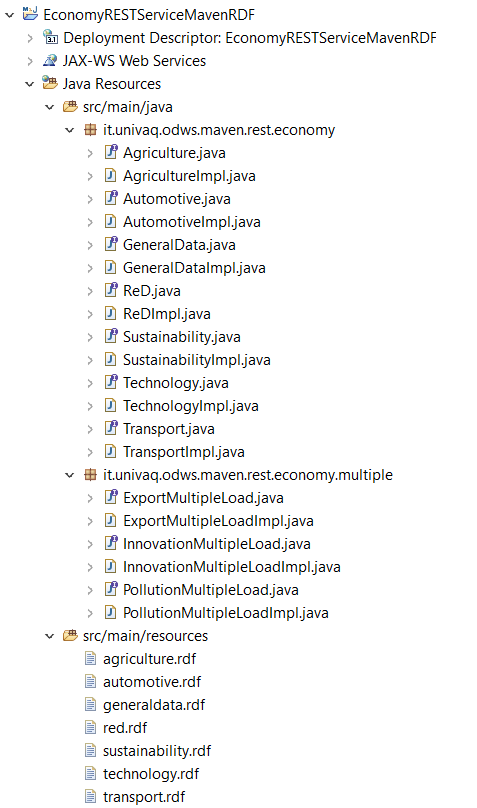 EconomyRESTServiceMavenRDF
Deployment Descriptor: EconomyRESTServiceMavenRDF
JAX-WS Web Services
Java Resources
src/main/java
it.univaq.odws.maven.rest.economy
Agriculture.java
AgricultureImpl.java
Automotive.java
AutomotiveImpl.java
GeneralData.java
GeneralDataImpl.java
ReD.java
ReDImpl.java
Sustainability.java
SustainabilityImpl.java
Technology.java
TechnologyImpl.java
Transport.java
TransportImpl.java
it.univaq.odws.maven.rest.economy.multiple
ExportMultipleLoad.java
ExportMultipleLoadImpl.java
InnovationMultipleLoad.java
InnovationMultipleLoadImpl.java
PollutionMultipleLoad.java
PollutionMultipleLoadImpl.java
src/main/resources
agriculture.rdf
automotive.rdf
generaldata.rdf
red.rdf
sustainability.rdf
technology.rdf
transport.rdf